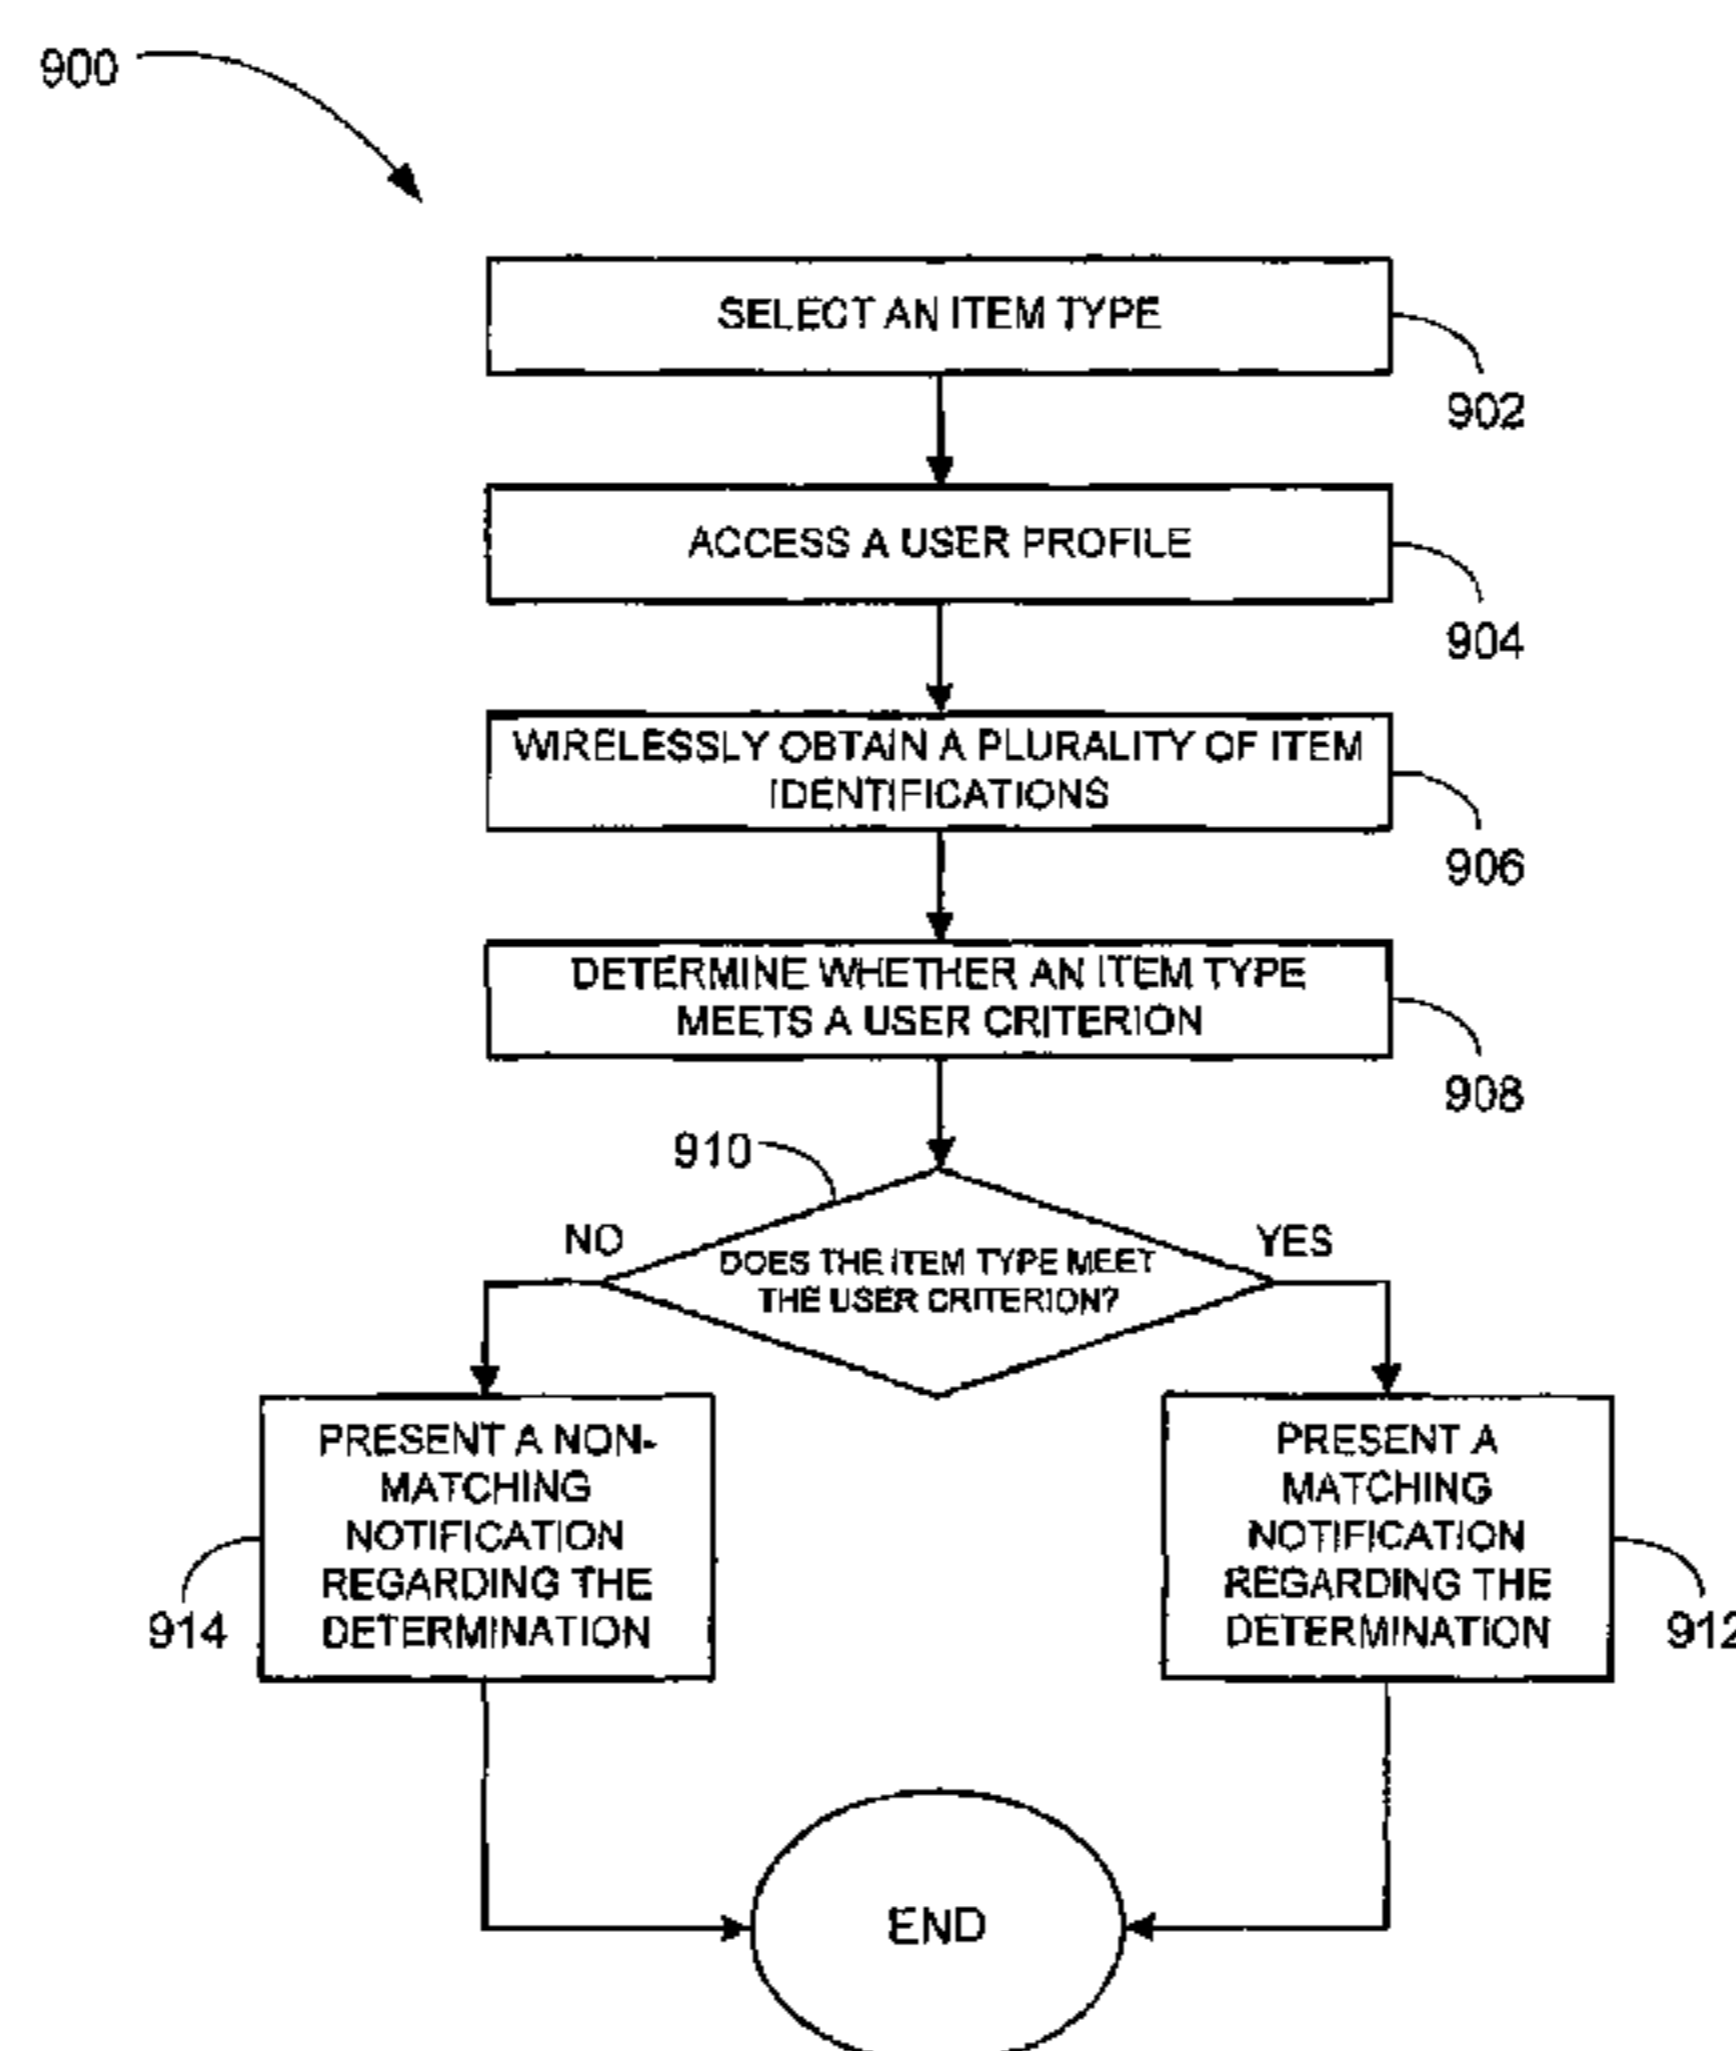 900
SELECT AN ITEM TYPE
902
ACCESS A USER PROFILE
904
WIRELESSLY OBTAIN A PLURALITY OF ITEM
IDENTIFICATIONS
906
DETERMINE WHETHER AN ITEM TYPE
MEETS A USER CRITERION
908
910
NO
YES
DOES THE ITEM TYPE MEET
THE USER CRITERION?
PRESENT A NON-
MATCHING
NOTIFICATION
REGARDING THE
DETERMINATION
914
PRESENT A
MATCHING
NOTIFICATION
REGARDING THE
DETERMINATION
912
END